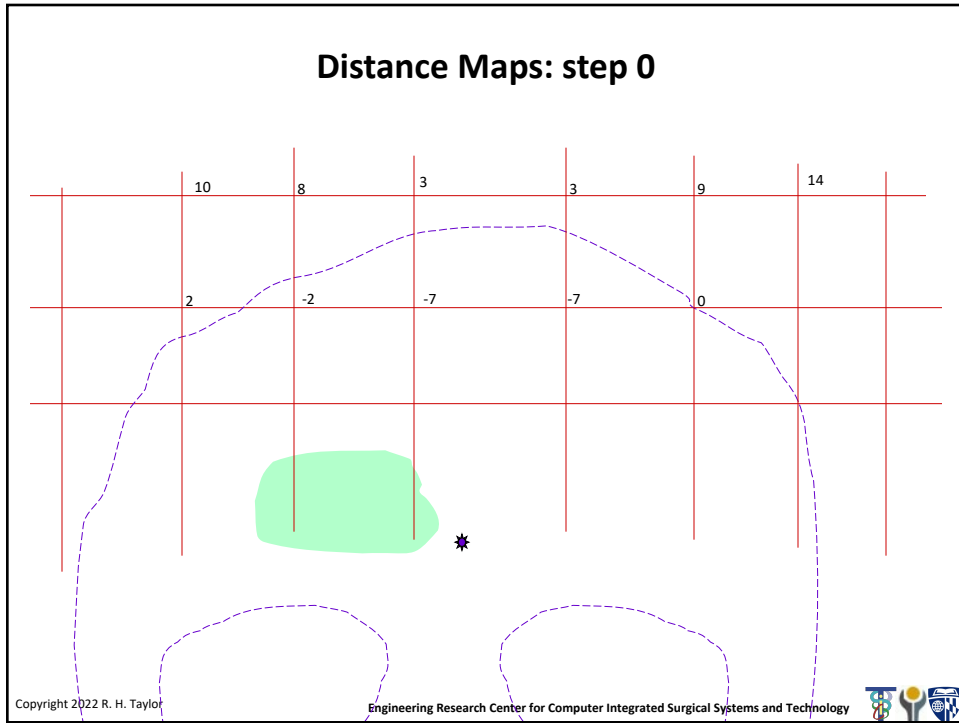 Distance Maps: step 0
10 8 3 3 9 14
2 -2 -7 -7 0
Copyright 2022 R. H. Taylor
Engineering Research Center for Computer Integrated Surgical Systems and Technology